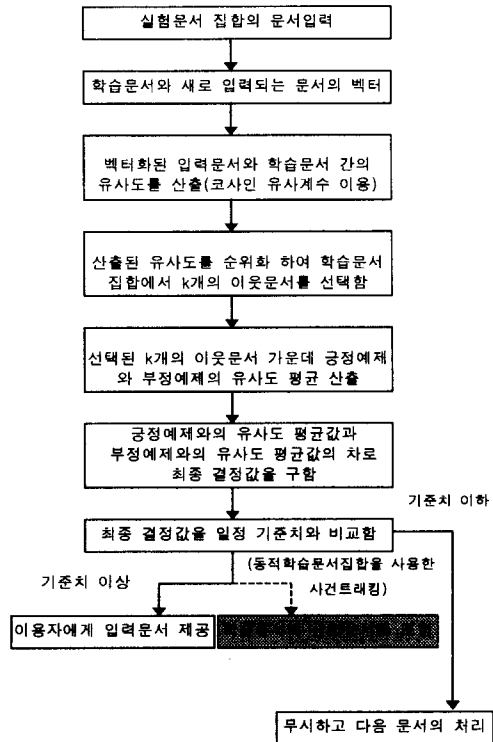 실험문서 집합의 문서입력
학습문서와 새로 입력되는 문서의 벡터
벡터화된 입력문서와 학습문서 간의
유사도를 산출(코사인 유사계수 이용)
산출된 유사도를 순위화 하여 학습문서
집합에서 k개의 이웃문서를 선택함
선택된 k개의 이웃문서 가운데 긍정예제
와 부정예제의 유사도 평균 산출
긍정예제와의 유사도 평균값과
부정예제와의 유사도 평균값의 차로
최종 결정값을 구함
기준치 이하
최종 결정값을 일정 기준치와 비교함
(동적학습문서집합을 사용한
사건트래킹)
기준치 이상
이용자에게 입력문서 제공
무시하고 다음 문서의 처리